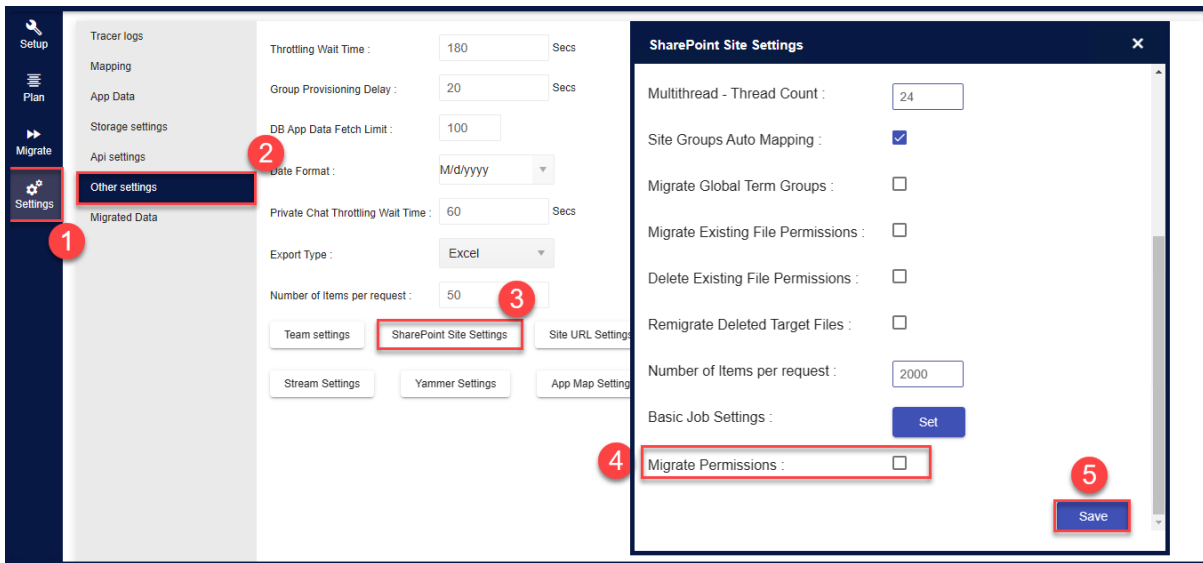 Setup
Plan
Migrate
Settings
1
Tracer logs
Mapping
App Data
Storage settings
Api settings
2
Other settings
Migrated Data
Throttling Wait Time : 180 Secs
Group Provisioning Delay : 20 Secs
DB App Data Fetch Limit : 100
Date Format : M/d/yyyy
Private Chat Throttling Wait Time : 60 Secs
Export Type : Excel
Number of Items per request : 50
3
Team settings SharePoint Site Settings Site URL Settings
Stream Settings Yammer Settings App Map Setting
SharePoint Site Settings ×
Multithread - Thread Count : 24
Site Groups Auto Mapping :
Migrate Global Term Groups :
Migrate Existing File Permissions :
Delete Existing File Permissions :
Remigrate Deleted Target Files :
Number of Items per request : 2000
Basic Job Settings : Set
4 Migrate Permissions :
5
Save